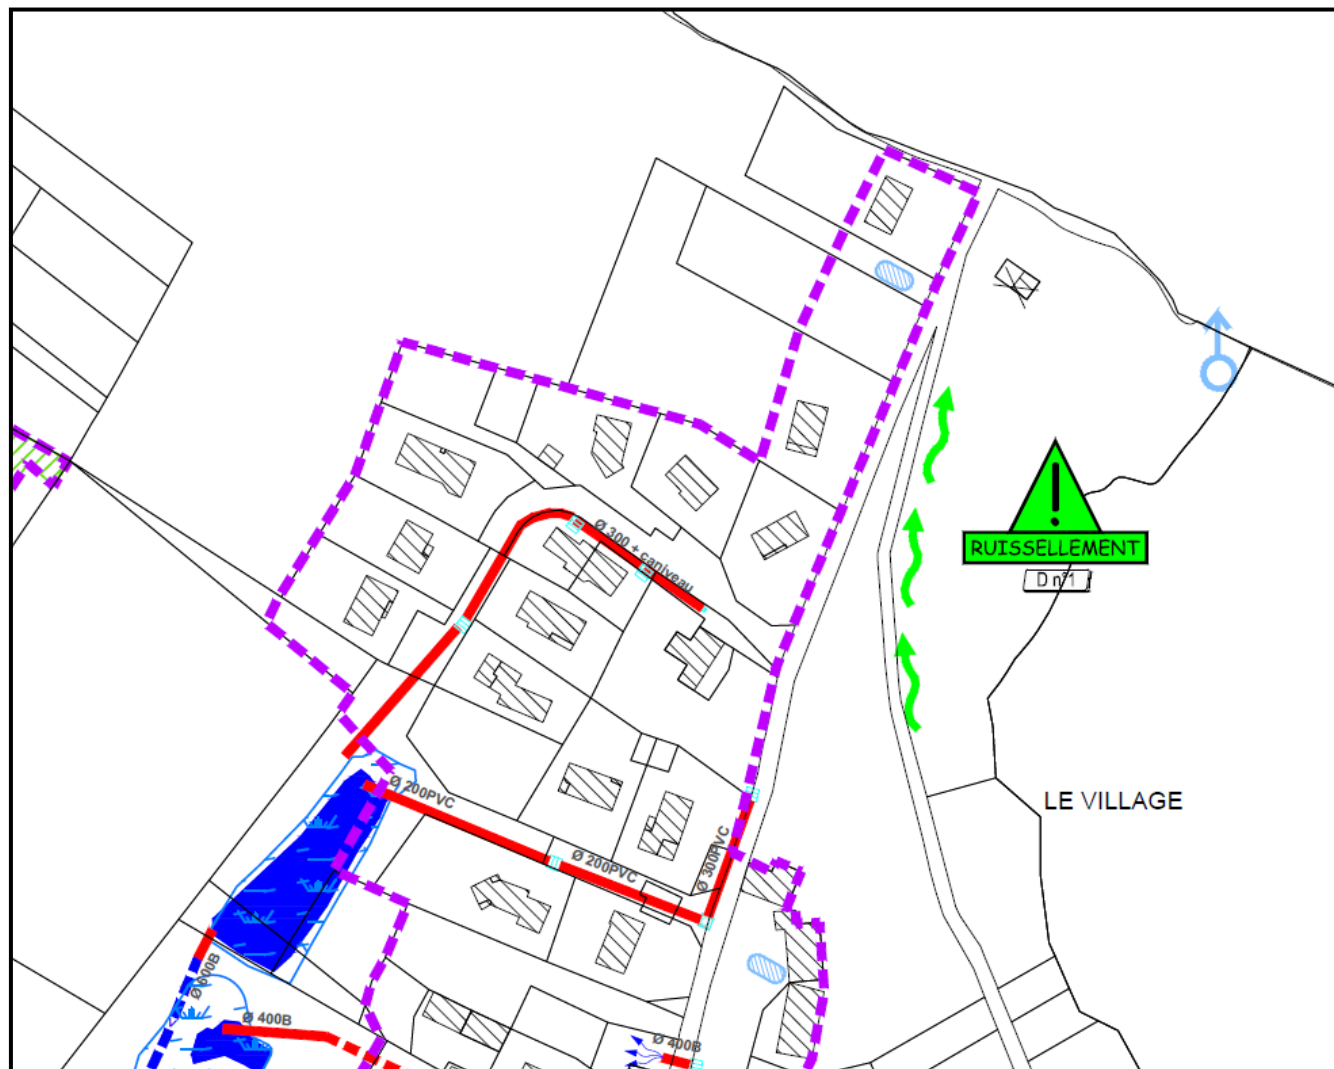 Ø 300 + caniveau
RUISSELLEMENT
D n°1
Ø 200PVC
LE VILLAGE
Ø 200PVC
Ø 300PVC
Ø 600B
Ø 400B
Ø 400B